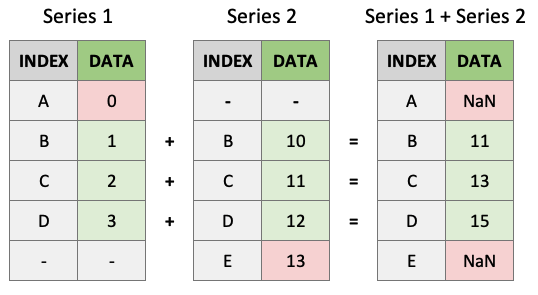 Series 1 Series 2 Series 1 + Series 2
INDEX DATA INDEX DATA INDEX DATA
A 0 - - A NaN
B 1 + B 10 = B 11
C 2 + C 11 = C 13
D 3 + D 12 = D 15
- - E 13 E NaN